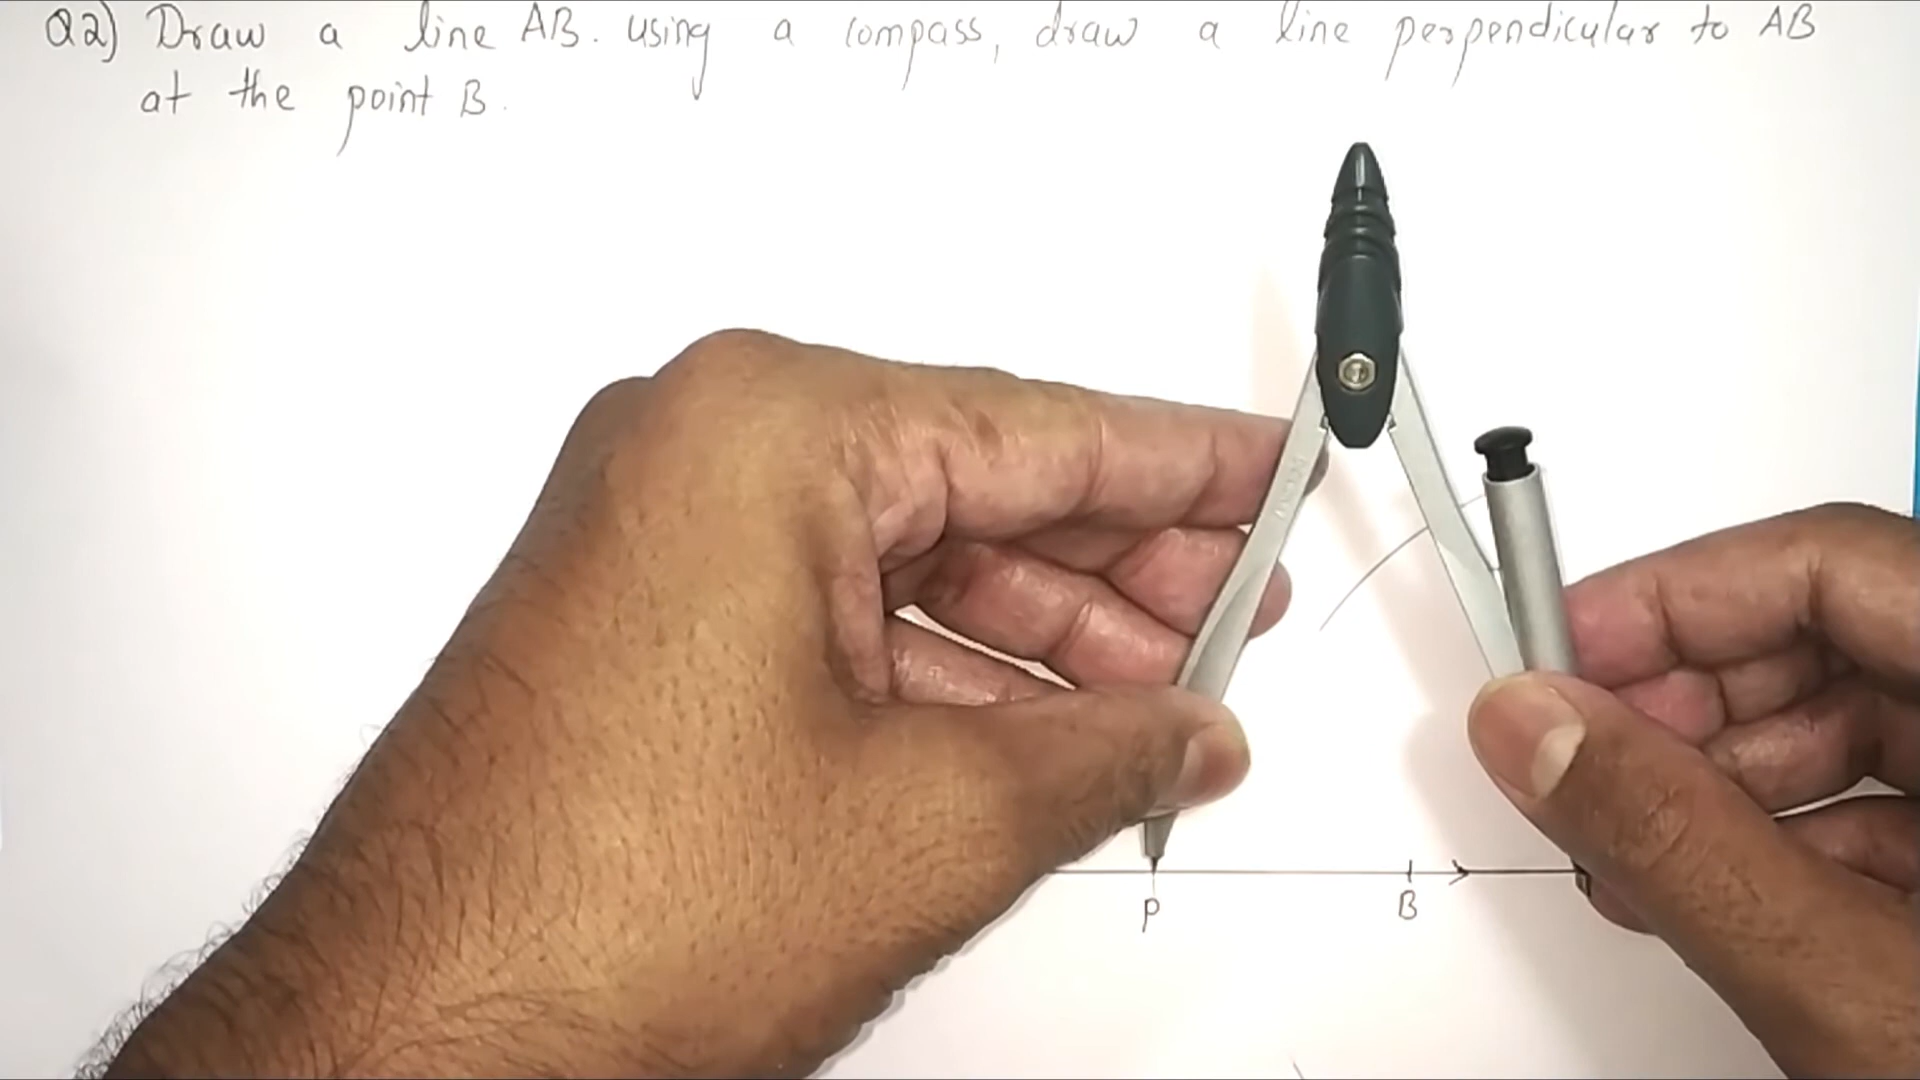 Q2) Draw a line AB. using a compass, draw a line perpendicular to AB
at the point B.
P B